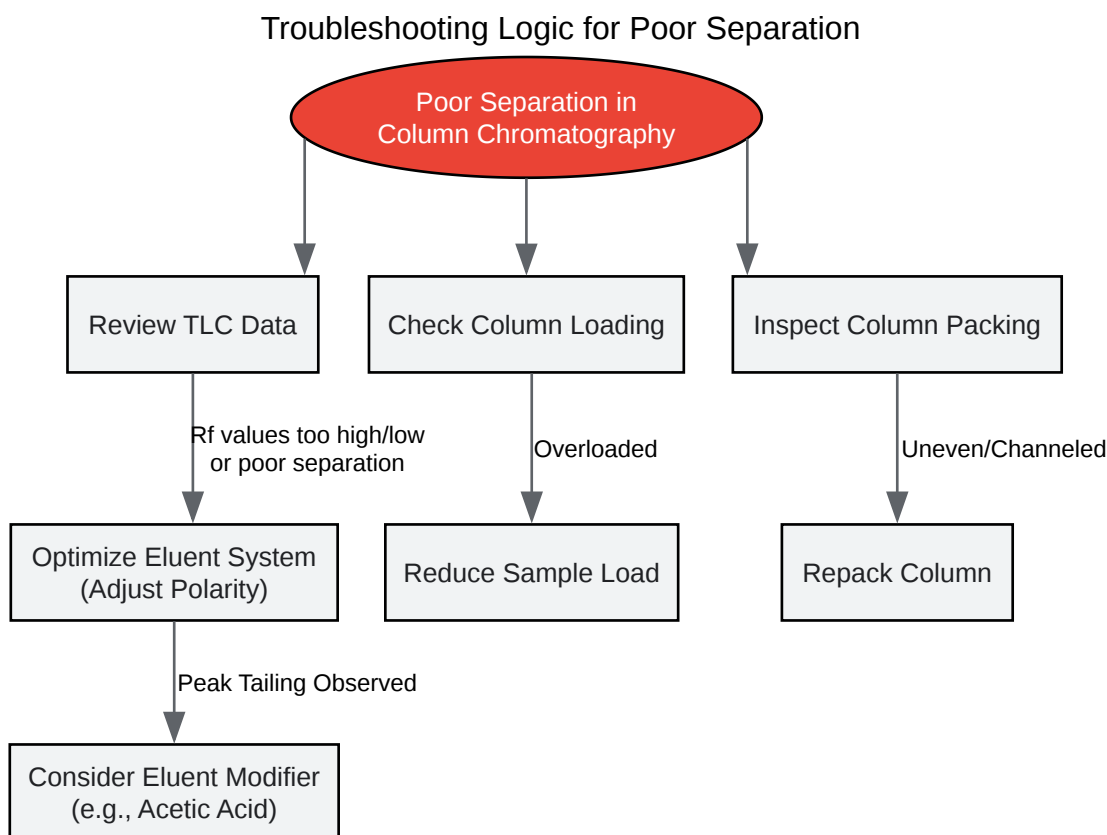 Troubleshooting Logic for Poor Separation
Poor Separation in
Column Chromatography
Review TLC Data
Check Column Loading
Inspect Column Packing
Rf values too high/low
or poor separation
Overloaded
Uneven/Channeled
Optimize Eluent System
(Adjust Polarity)
Reduce Sample Load
Repack Column
Peak Tailing Observed
Consider Eluent Modifier
(e.g., Acetic Acid)